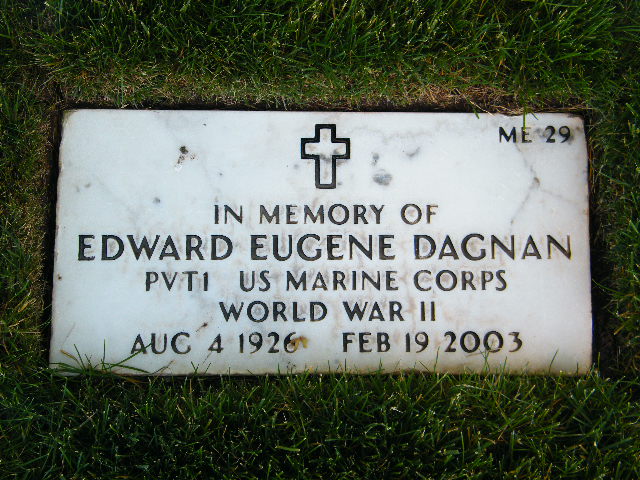 ME 29
IN MEMORY OF
EDWARD EUGENE DAGNAN
PVT1 US MARINE CORPS
WORLD WAR II
AUG 4 1926 FEB 19 2003